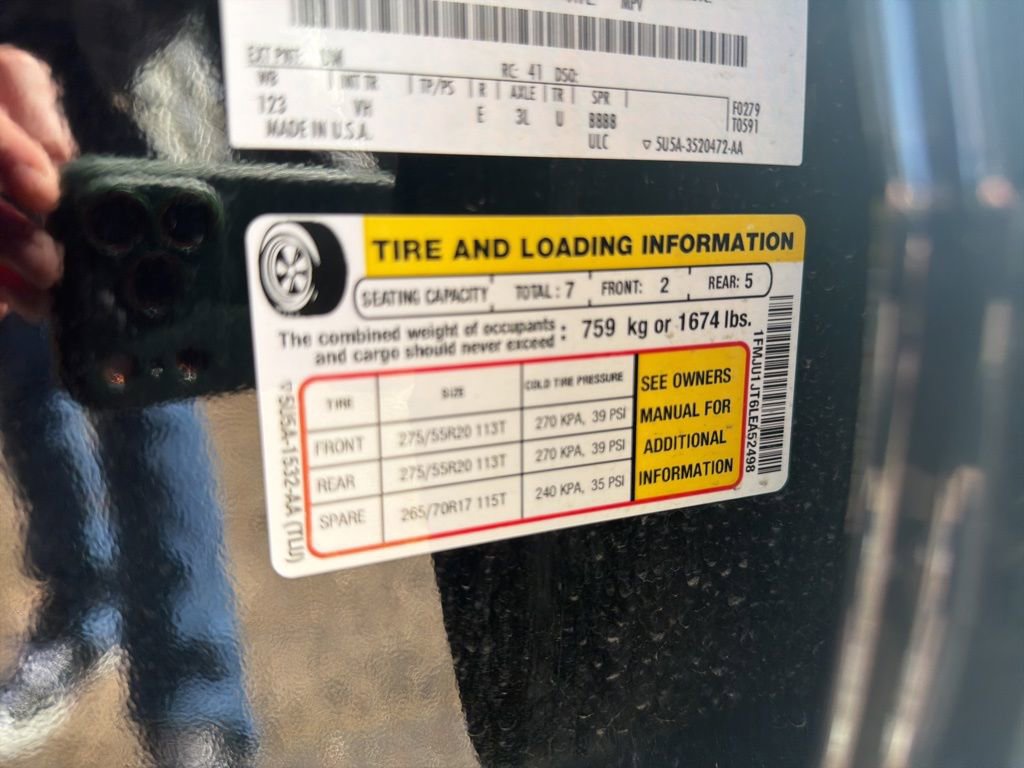 MPV
EXT PNT:
RC: 41 DSO:
WB INT TR TP/PS R AXLE TR SPR
123 VH E 3L U BBBB
MADE IN U.S.A. ULC
F0279
T0591
▽ 5U5A-3520472-AA
TIRE AND LOADING INFORMATION
SEATING CAPACITY TOTAL: 7 FRONT: 2 REAR: 5
The combined weight of occupants
and cargo should never exceed : 759 kg or 1674 lbs.
TIRE SIZE COLD TIRE PRESSURE
FRONT 275/55R20 113T 270 KPA, 39 PSI
REAR 275/55R20 113T 270 KPA, 39 PSI
SPARE 265/70R17 115T 240 KPA, 35 PSI
SEE OWNERS
MANUAL FOR
ADDITIONAL
INFORMATION
▽5U5A-1532-AA (TLU)
1FMJU1JT6LEA52498